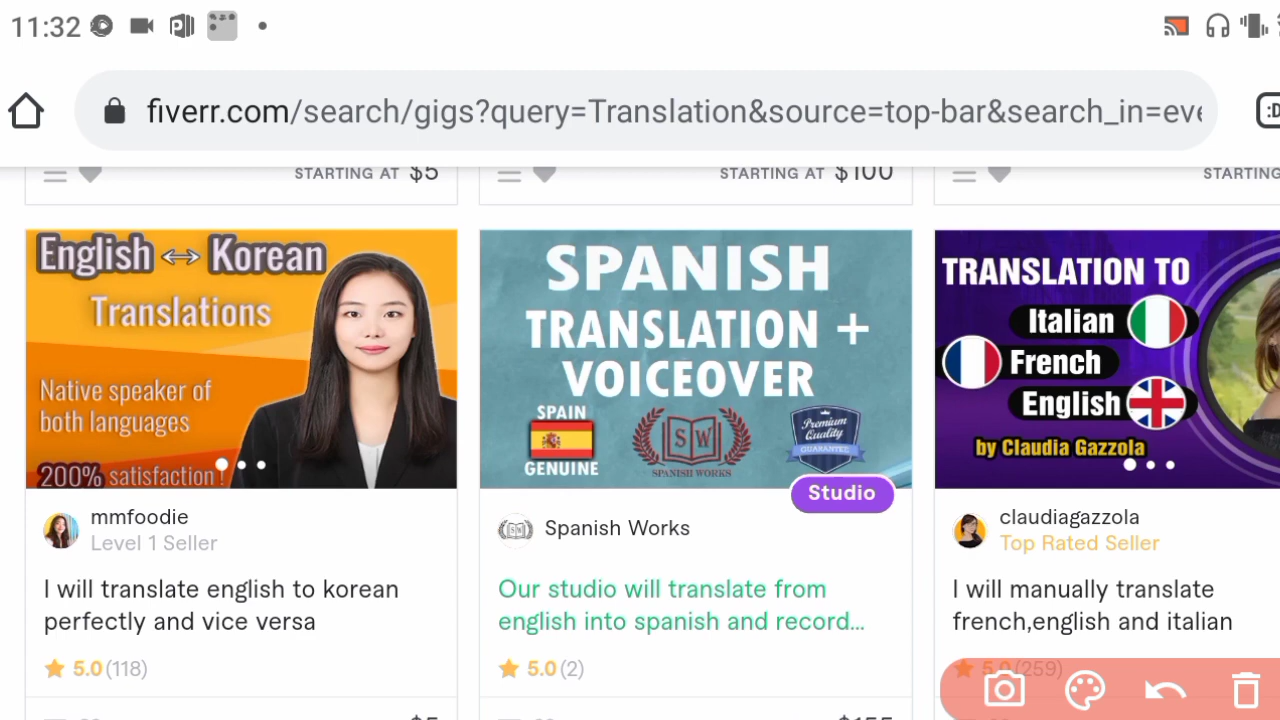 11:32
fiverr.com/search/gigs?query=Translation&source=top-bar&search_in=eve
:D
STARTING AT $5
STARTING AT $100
STARTING
English ↔ Korean
Translations
Native speaker of
both languages
200% satisfaction!
mmfoodie
Level 1 Seller
I will translate english to korean
perfectly and vice versa
5.0 (118)
SPANISH
TRANSLATION +
VOICEOVER
SPAIN
GENUINE
S W
SPANISH WORKS
Premium
Quality
GUARANTEED
Studio
Spanish Works
Our studio will translate from
english into spanish and record...
5.0 (2)
TRANSLATION TO
Italian
French
English
by Claudia Gazzola
claudiagazzola
Top Rated Seller
I will manually translate
french,english and italian
5.0 (259)